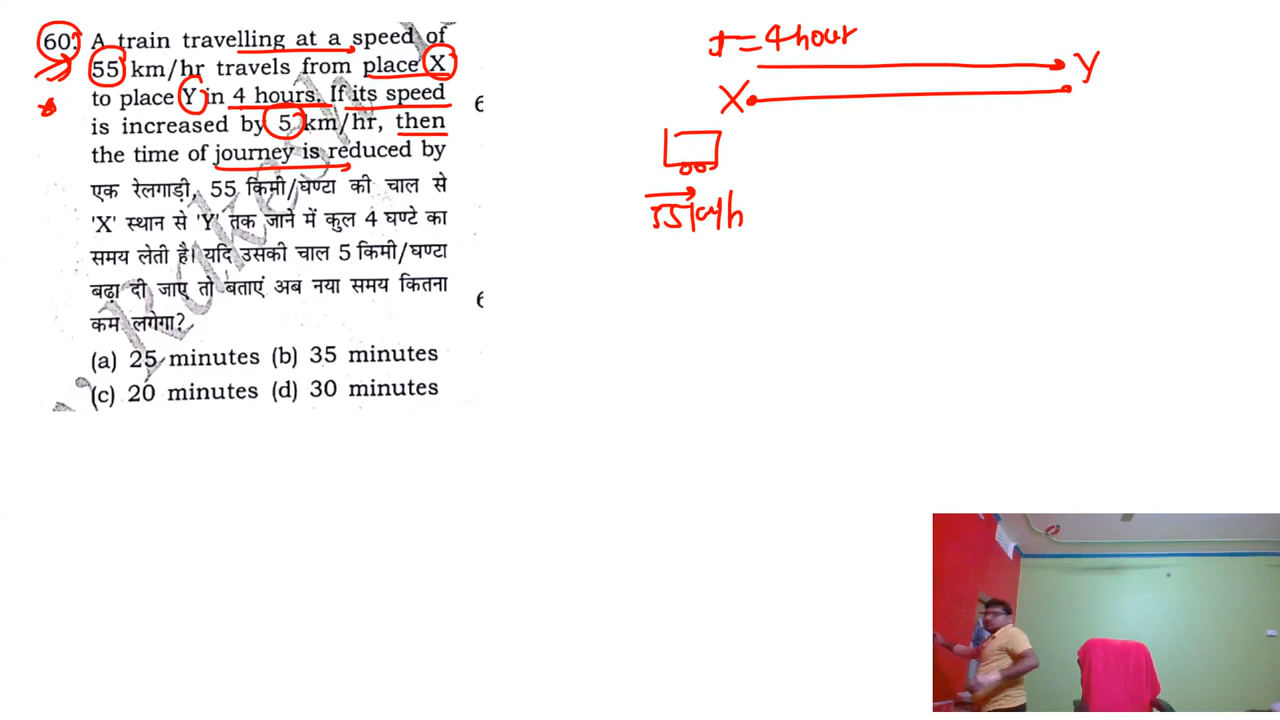 60. A train travelling at a speed of
55 km/hr travels from place X
to place Y in 4 hours. If its speed
is increased by 5 km/hr, then
the time of journey is reduced by
एक रेलगाड़ी, 55 किमी/घण्टा की चाल से
'X' स्थान से 'Y' तक जाने में कुल 4 घण्टे का
समय लेती है। यदि उसकी चाल 5 किमी/घण्टा
बढ़ा दी जाए तो बताएं अब नया समय कितना
कम लगेगा?
(a) 25 minutes (b) 35 minutes
(c) 20 minutes (d) 30 minutes
6
6
Rakesh
T = 4 hour
X
Y
55 km/h